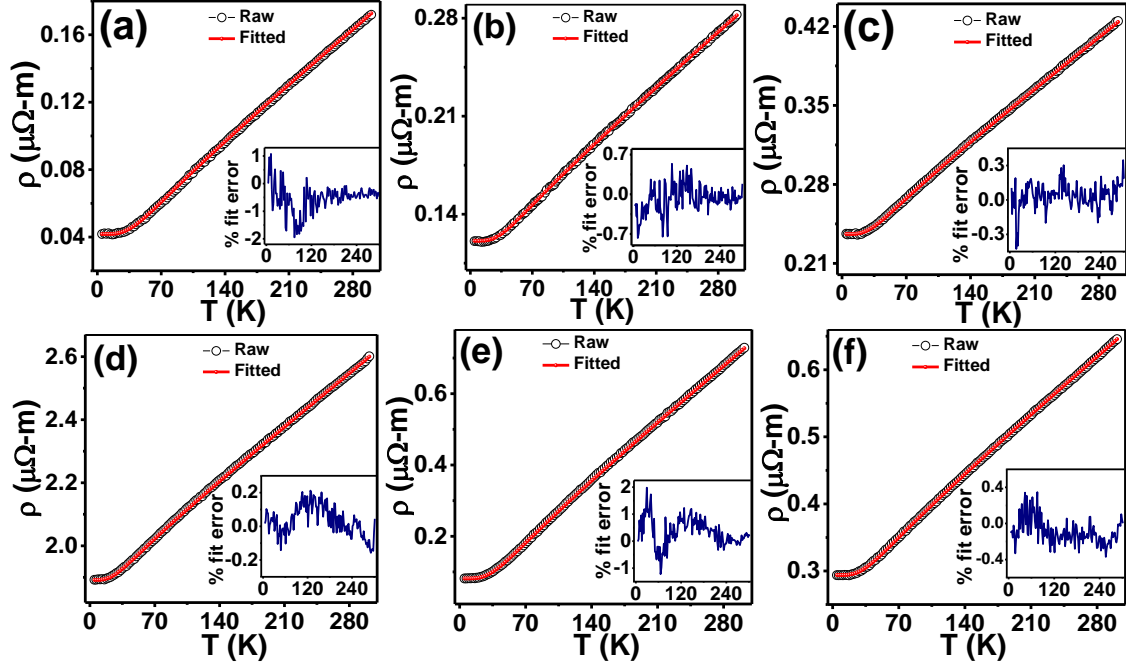 (a)
Raw
Fitted
0.16
0.12
0.08
0.04
ρ (μΩ-m)
0
70
140
210
280
T (K)
% fit error
1
0
-1
-2
0
120
240
(b)
Raw
Fitted
0.28
0.21
0.14
ρ (μΩ-m)
0
70
140
210
280
T (K)
% fit error
0.7
0.0
-0.7
0
120
240
(c)
Raw
Fitted
0.42
0.35
0.28
0.21
ρ (μΩ-m)
0
70
140
210
280
T (K)
% fit error
0.3
0.0
-0.3
0
120
240
(d)
Raw
Fitted
2.6
2.4
2.2
2.0
ρ (μΩ-m)
0
70
140
210
280
T (K)
% fit error
0.2
0.0
-0.2
0
120
240
(e)
Raw
Fitted
0.6
0.4
0.2
ρ (μΩ-m)
0
70
140
210
280
T (K)
% fit error
2
1
0
-1
0
120
240
(f)
Raw
Fitted
0.6
0.5
0.4
0.3
ρ (μΩ-m)
0
70
140
210
280
T (K)
% fit error
0.4
0.0
-0.4
0
120
240